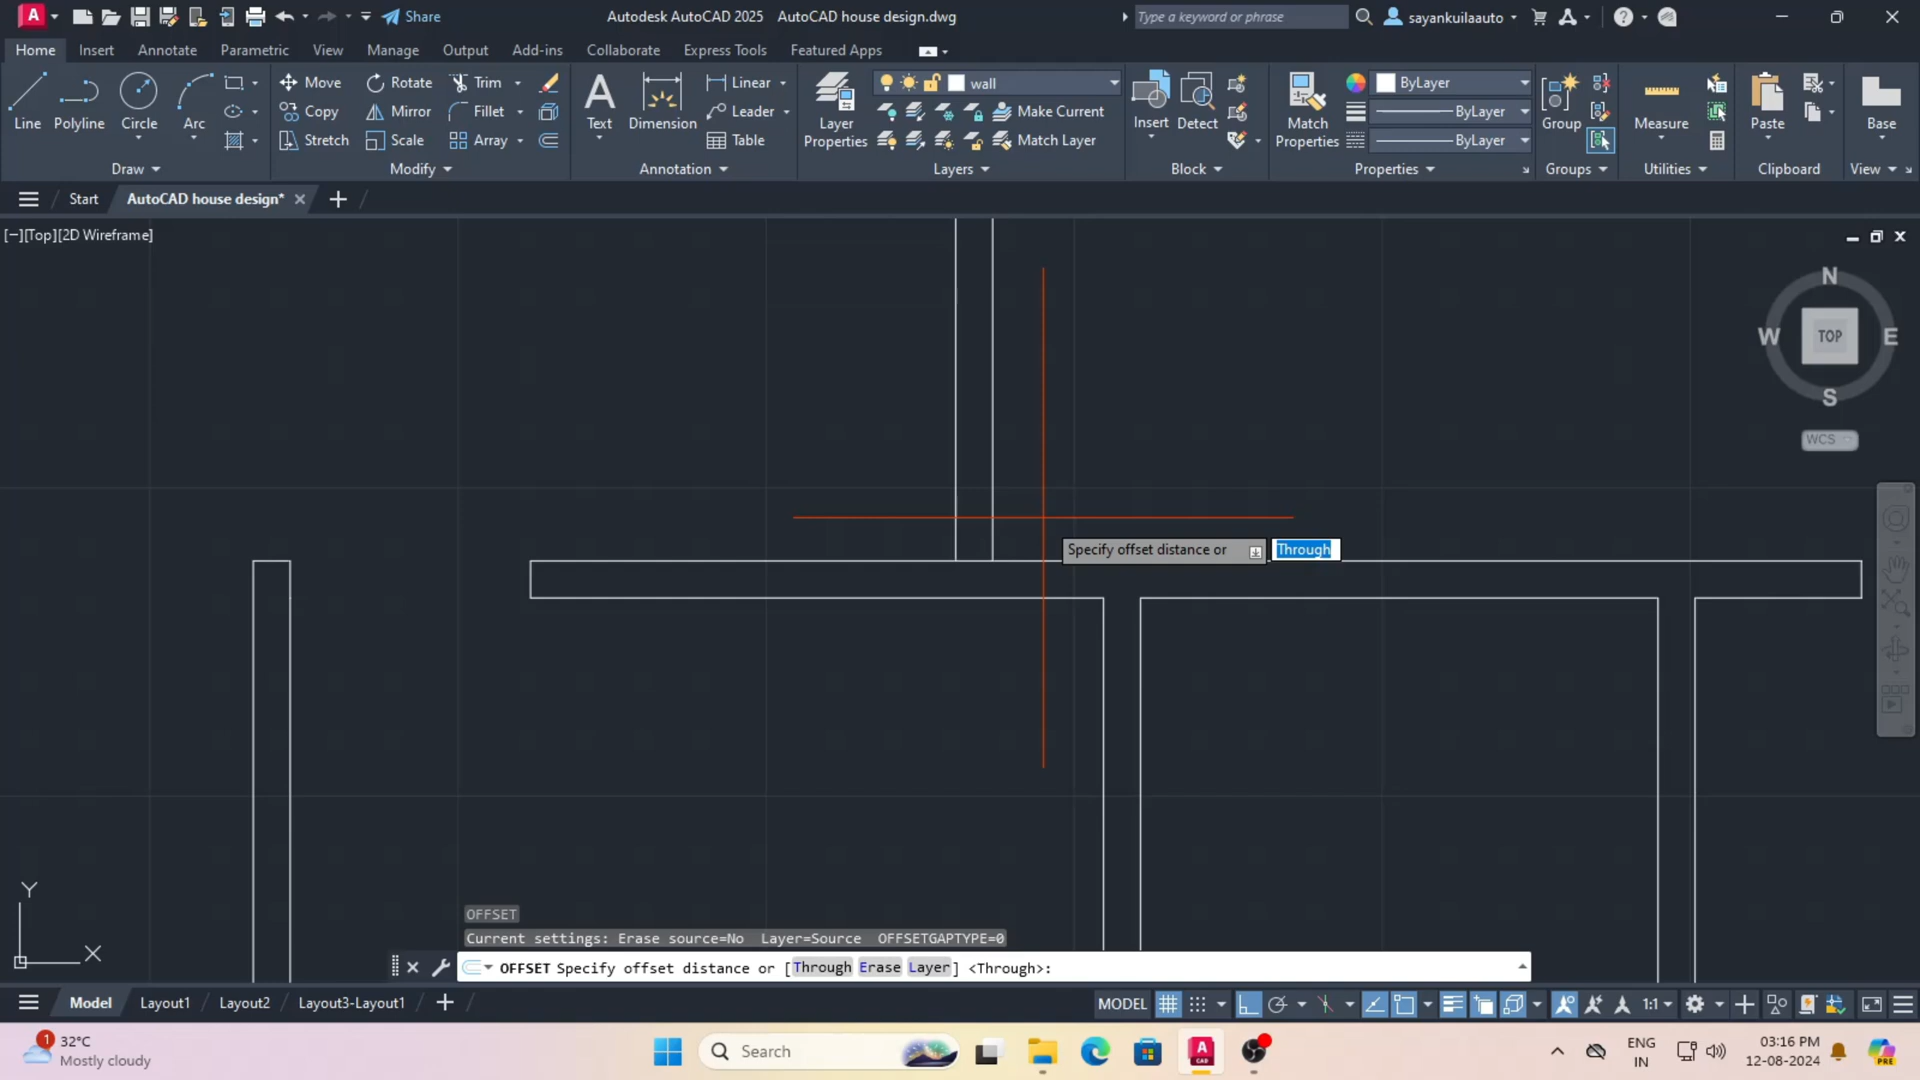 Share
Autodesk AutoCAD 2025 AutoCAD house design.dwg
Type a keyword or phrase
sayankuilaauto
Home Insert Annotate Parametric View Manage Output Add-ins Collaborate Express Tools Featured Apps
Line
Polyline
Circle
Arc
Move
Rotate
Trim
Copy
Mirror
Fillet
Stretch
Scale
Array
Text
Dimension
Linear
Leader
Table
Layer
Properties
wall
Make Current
Match Layer
Insert
Detect
Match
Properties
ByLayer
ByLayer
ByLayer
Group
Measure
Paste
Base
Draw Modify Annotation Layers Block Properties Groups Utilities Clipboard View
Start AutoCAD house design*
[−][Top][2D Wireframe]
N
W TOP E
S
WCS
Specify offset distance or Through
Y
X
OFFSET
Current settings: Erase source=No Layer=Source OFFSETGAPTYPE=0
OFFSET Specify offset distance or [Through Erase Layer] <Through>:
Model Layout1 Layout2 Layout3-Layout1
MODEL
1:1
1
32°C
Mostly cloudy
Search
CAD
ENG
IN
03:16 PM
12-08-2024
PRE